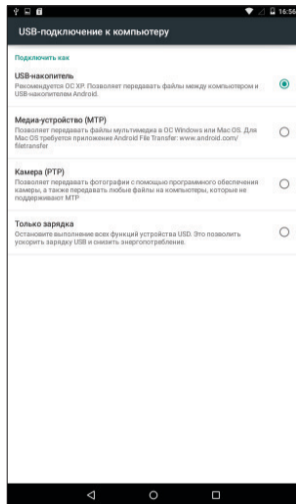 16:56
USB-подключение к компьютеру
Подключить как
USB-накопитель
Рекомендуется ОС XP. Позволяет передавать файлы между компьютером и
USB-накопителем Android.
Медиа-устройство (MTP)
Позволяет передавать файлы мультимедиа в ОС Windows или Mac OS. Для
Mac OS требуется приложение Android File Transfer: www.android.com/
filetransfer
Камера (PTP)
Позволяет передавать фотографии с помощью программного обеспечения
камеры, а также передавать любые файлы на компьютеры, которые не
поддерживают MTP
Только зарядка
Остановите выполнение всех функций устройства USD. Это позволить
ускорить зарядку USB и снизить энергопотребление.